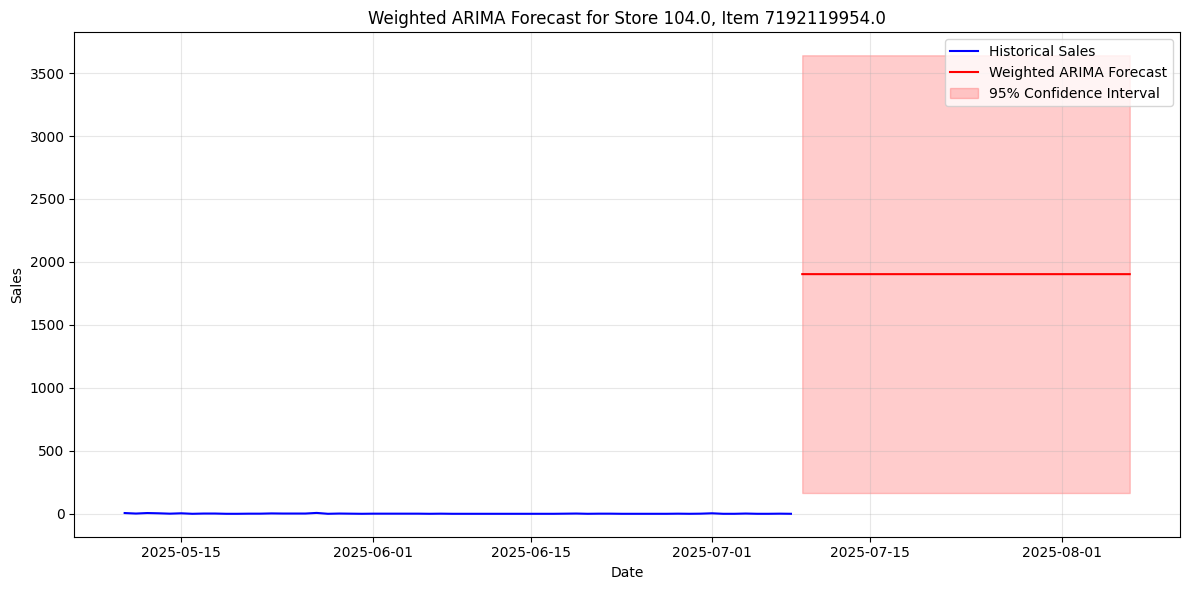 Weighted ARIMA Forecast for Store 104.0, Item 7192119954.0
Historical Sales
Weighted ARIMA Forecast
95% Confidence Interval
Sales
3500
3000
2500
2000
1500
1000
500
0
2025-05-15
2025-06-01
2025-06-15
2025-07-01
2025-07-15
2025-08-01
Date